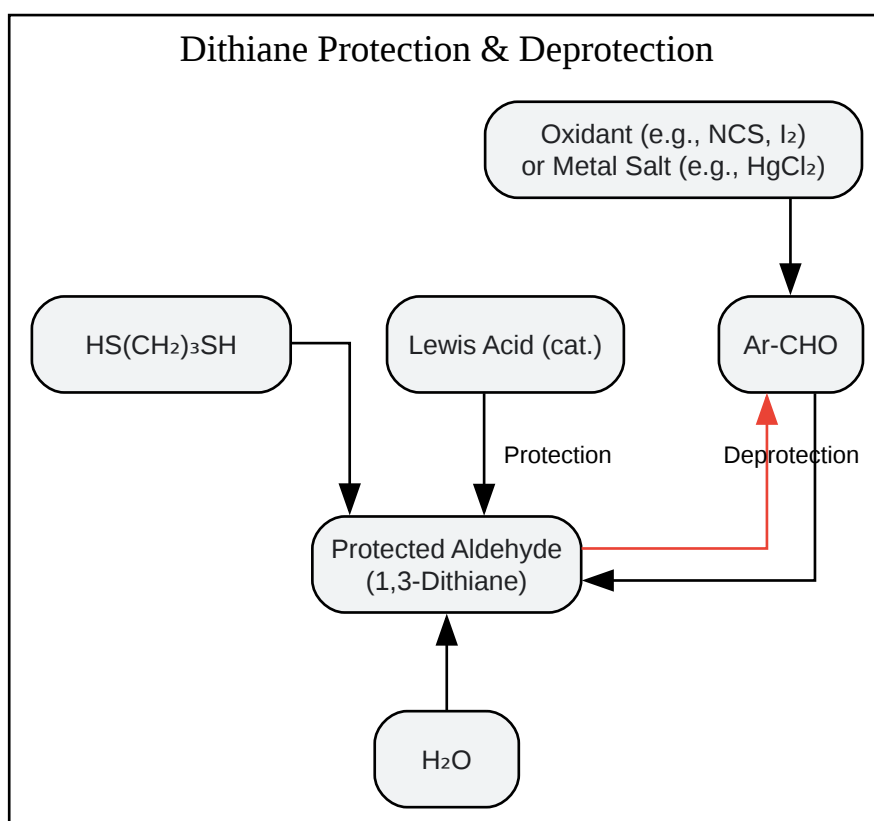 Dithiane Protection & Deprotection
Oxidant (e.g., NCS, I₂)
or Metal Salt (e.g., HgCl₂)
HS(CH₂)₃SH
Lewis Acid (cat.)
Ar-CHO
Protection
Deprotection
Protected Aldehyde
(1,3-Dithiane)
H₂O